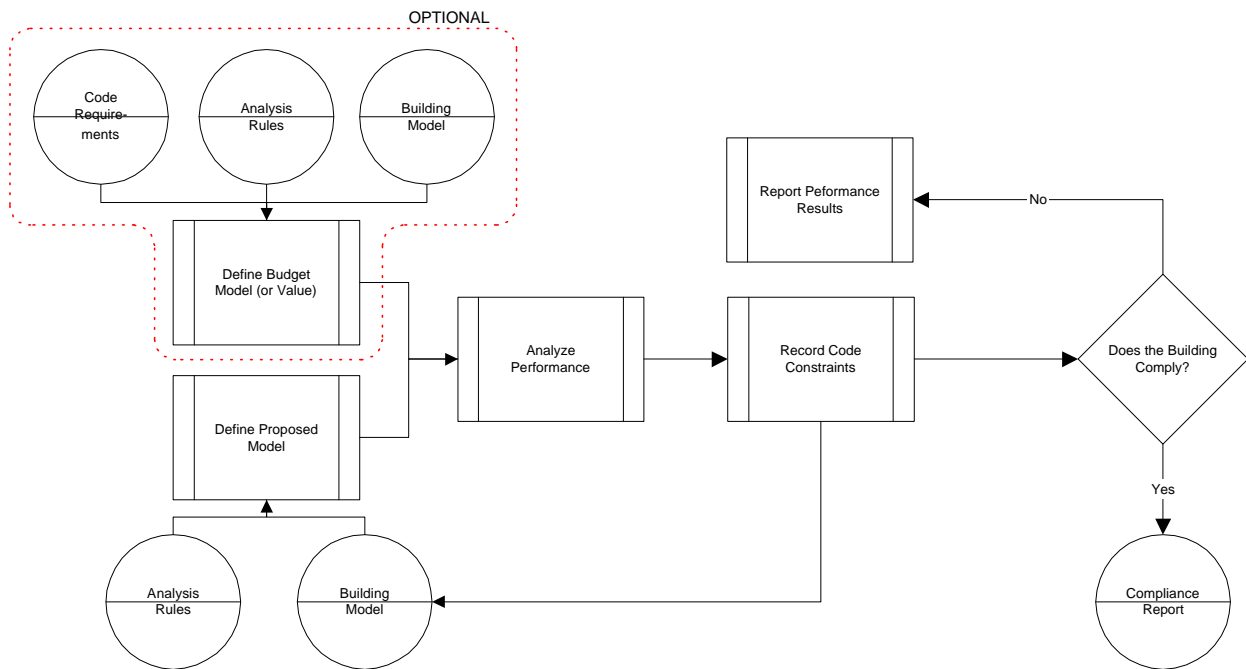 OPTIONAL
Code
Require-
ments
Analysis
Rules
Building
Model
Report Peformance
Results
No
Define Budget
Model (or Value)
Analyze
Performance
Record Code
Constraints
Does the Building
Comply?
Define Proposed
Model
Yes
Analysis
Rules
Building
Model
Compliance
Report